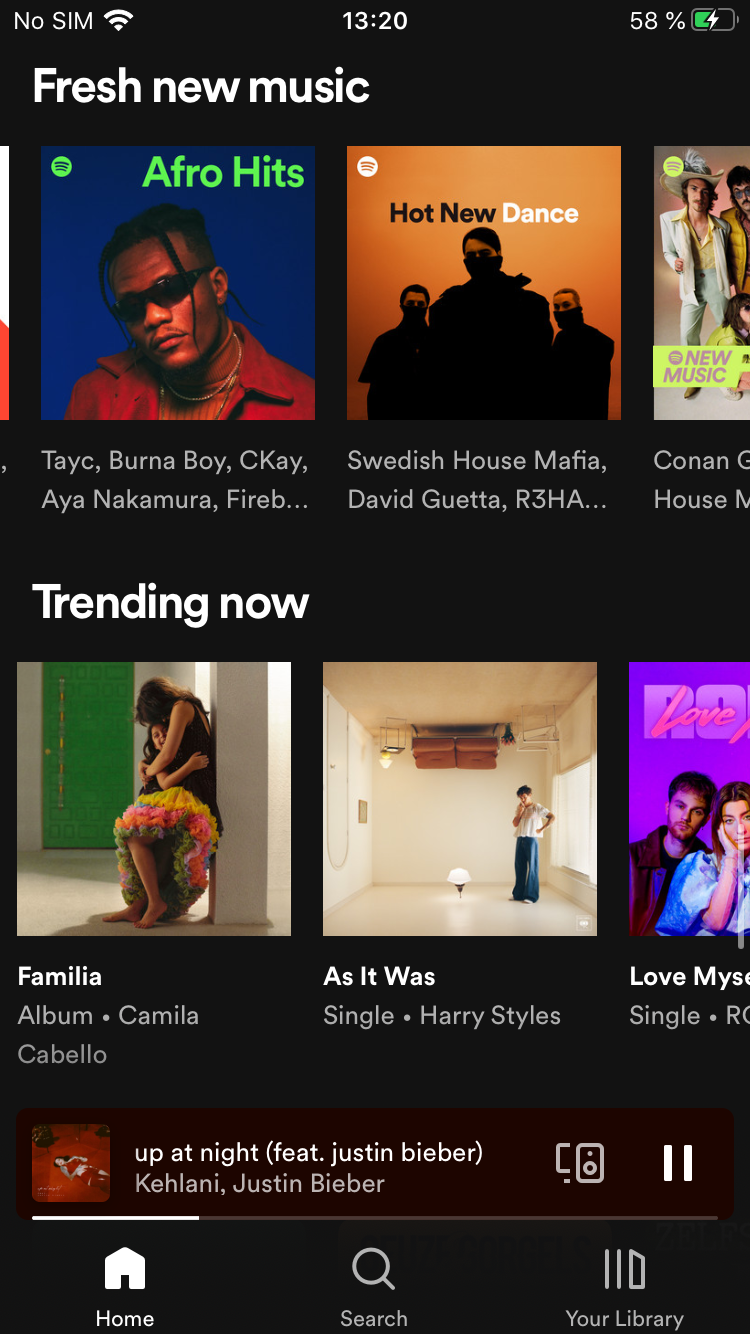 No SIM 13:20 58 %
Fresh new music
Afro Hits
Hot New Dance
NEW
MUSIC
, Tayc, Burna Boy, CKay, Swedish House Mafia, Conan G
Aya Nakamura, Fireb... David Guetta, R3HA... House M
Trending now
Love
Familia As It Was Love Myse
Album • Camila Single • Harry Styles Single • RO
Cabello
up at night (feat. justin bieber)
Kehlani, Justin Bieber
Home Search Your Library